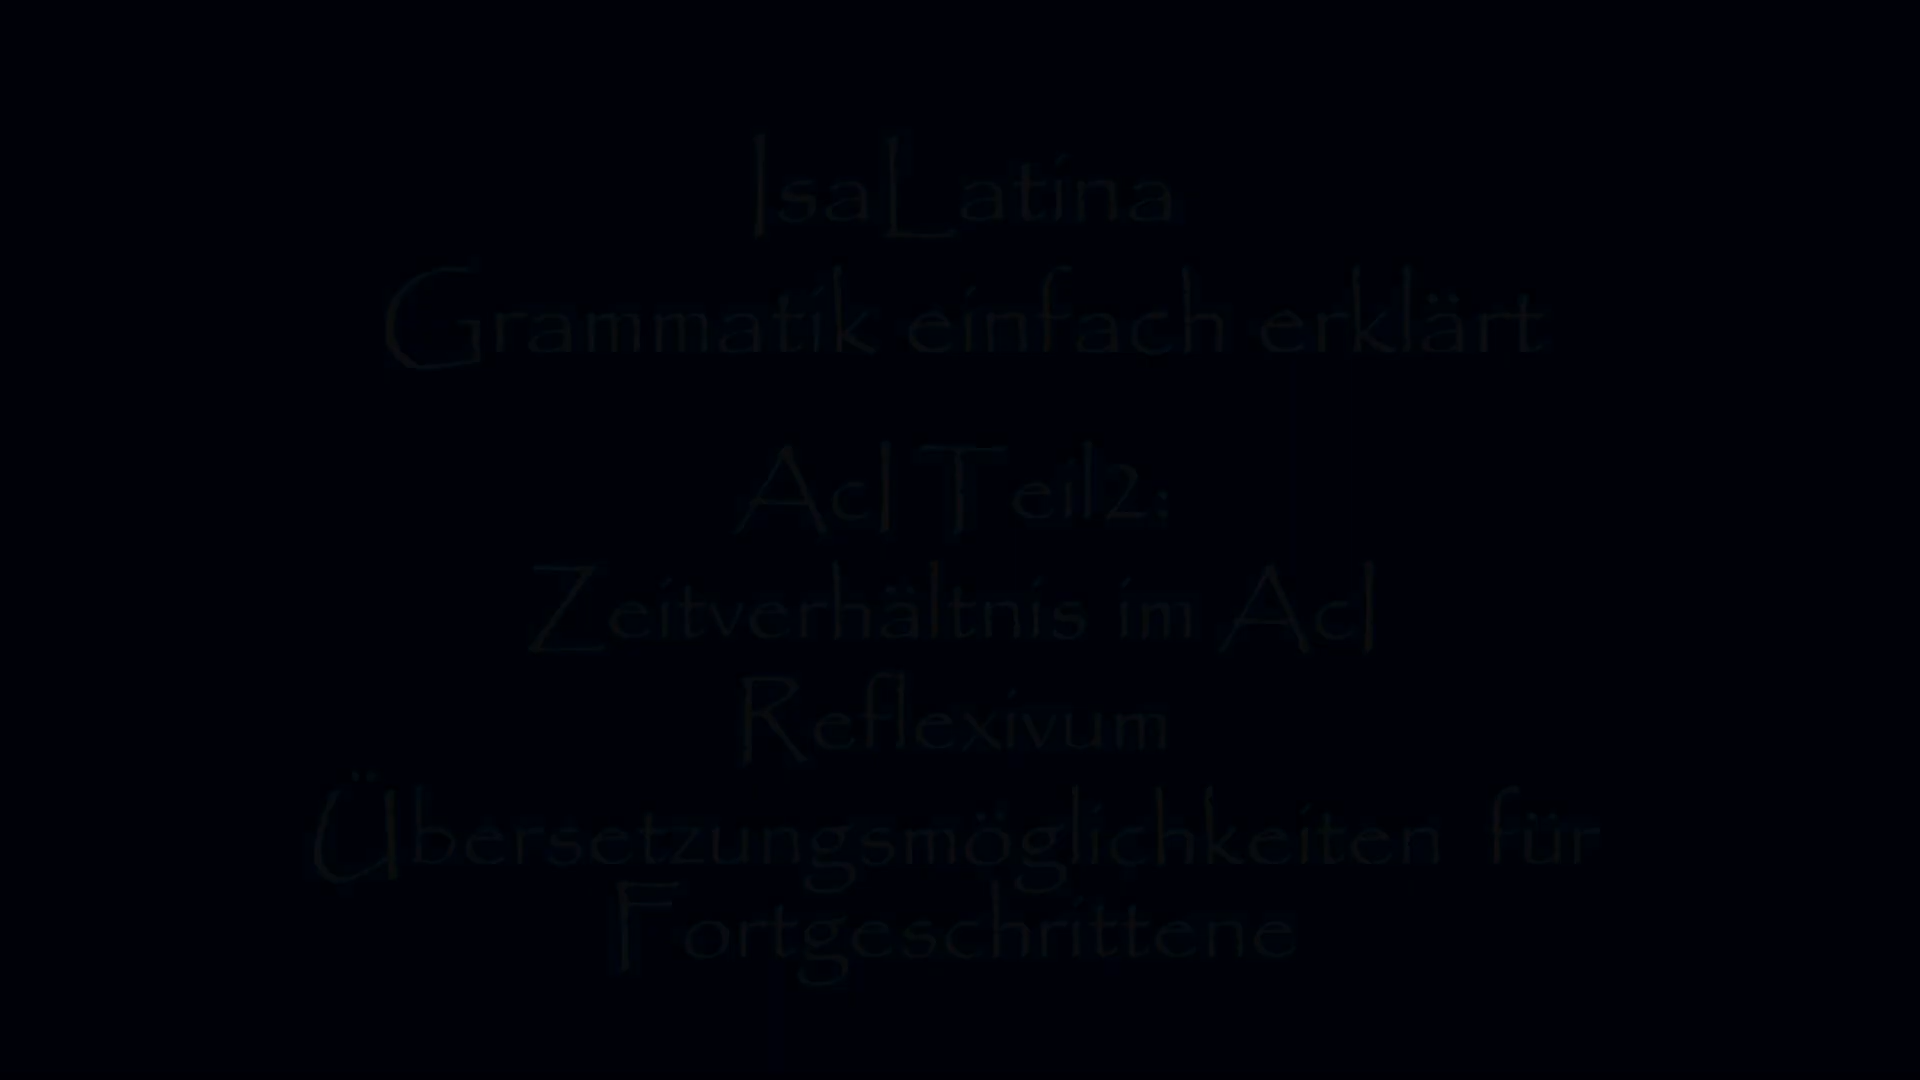 IsaLatina
Grammatik einfach erklärt
AcI Teil2:
Zeitverhältnis im AcI
Reflexivum
Übersetzungsmöglichkeiten für
Fortgeschrittene